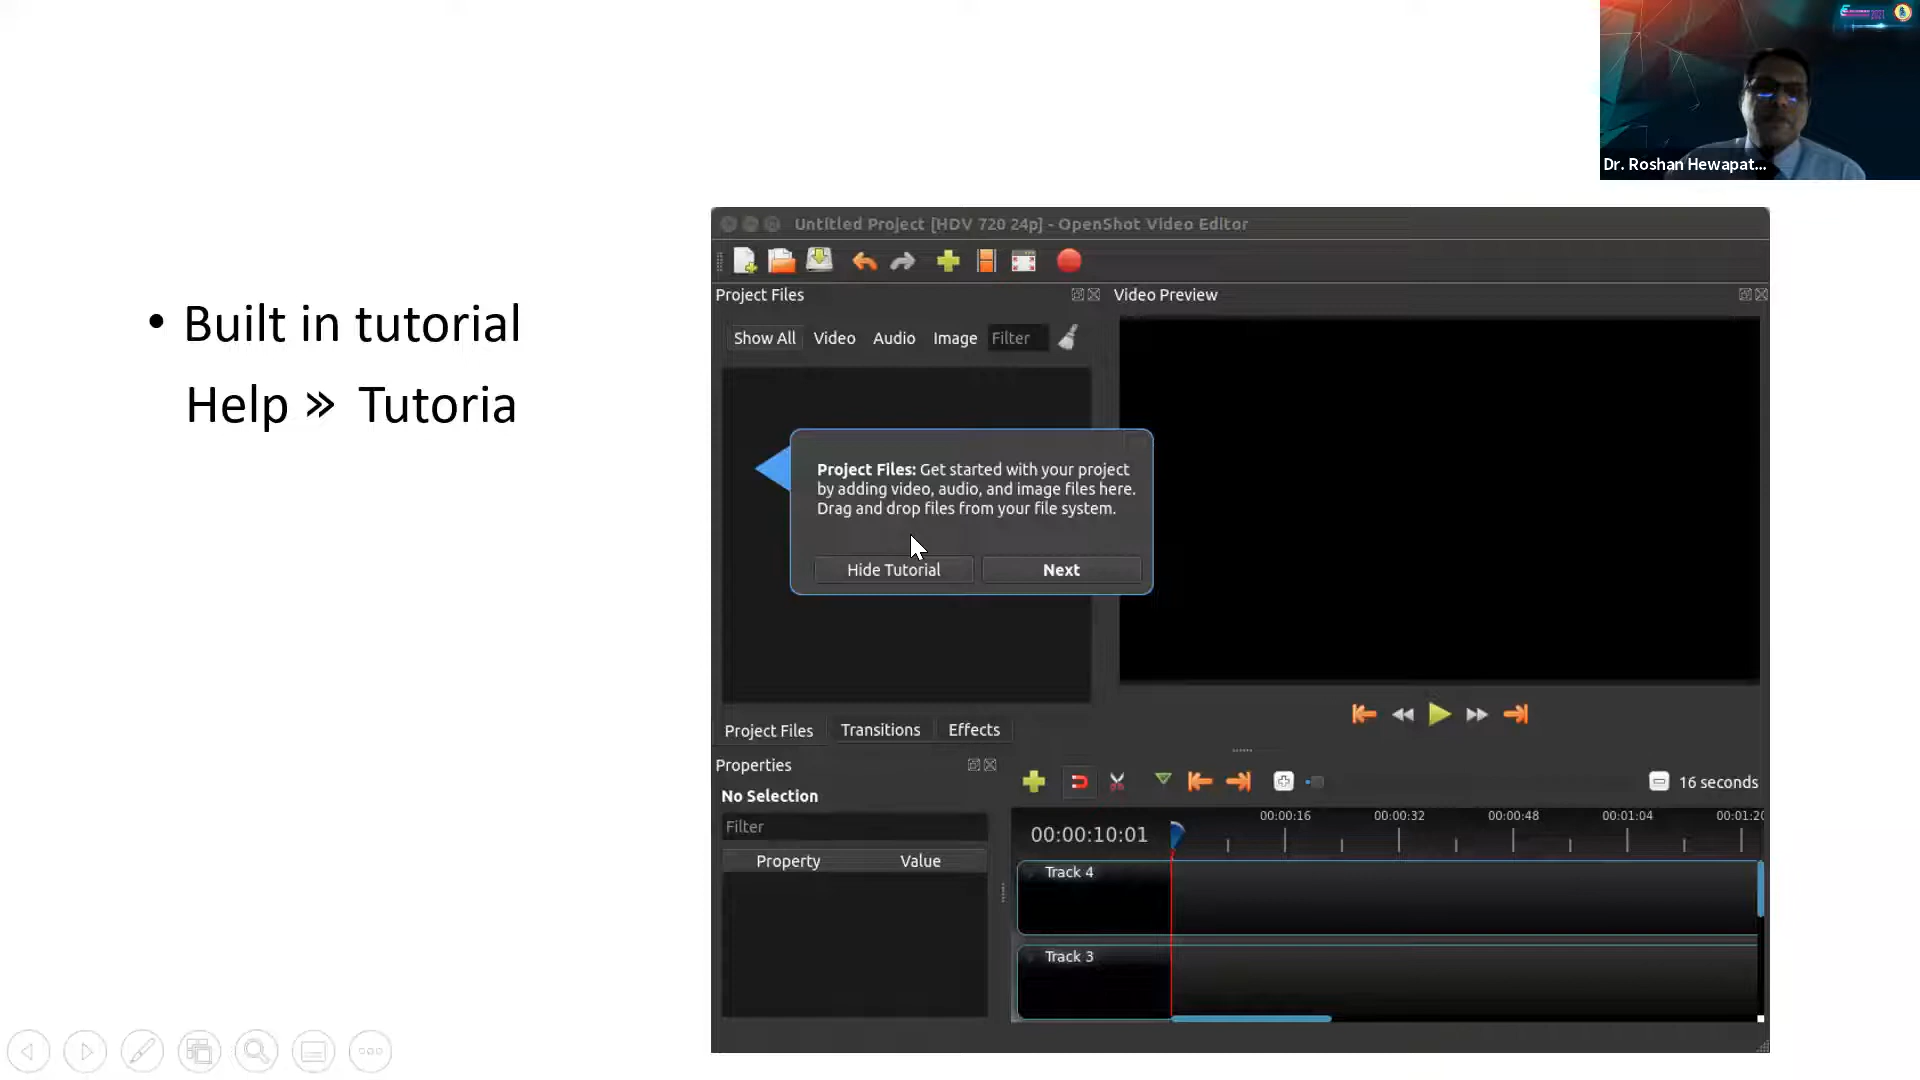 2021
Dr. Roshan Hewapat...
• Built in tutorial
Help » Tutoria
Untitled Project [HDV 720 24p] - OpenShot Video Editor
Project Files
Video Preview
Show All Video Audio Image Filter
Project Files: Get started with your project
by adding video, audio, and image files here.
Drag and drop files from your file system.
Hide Tutorial Next
Project Files Transitions Effects
Properties
No Selection
Filter
Property Value
16 seconds
00:00:10:01
00:00:16 00:00:32 00:00:48 00:01:04 00:01:20
Track 4
Track 3